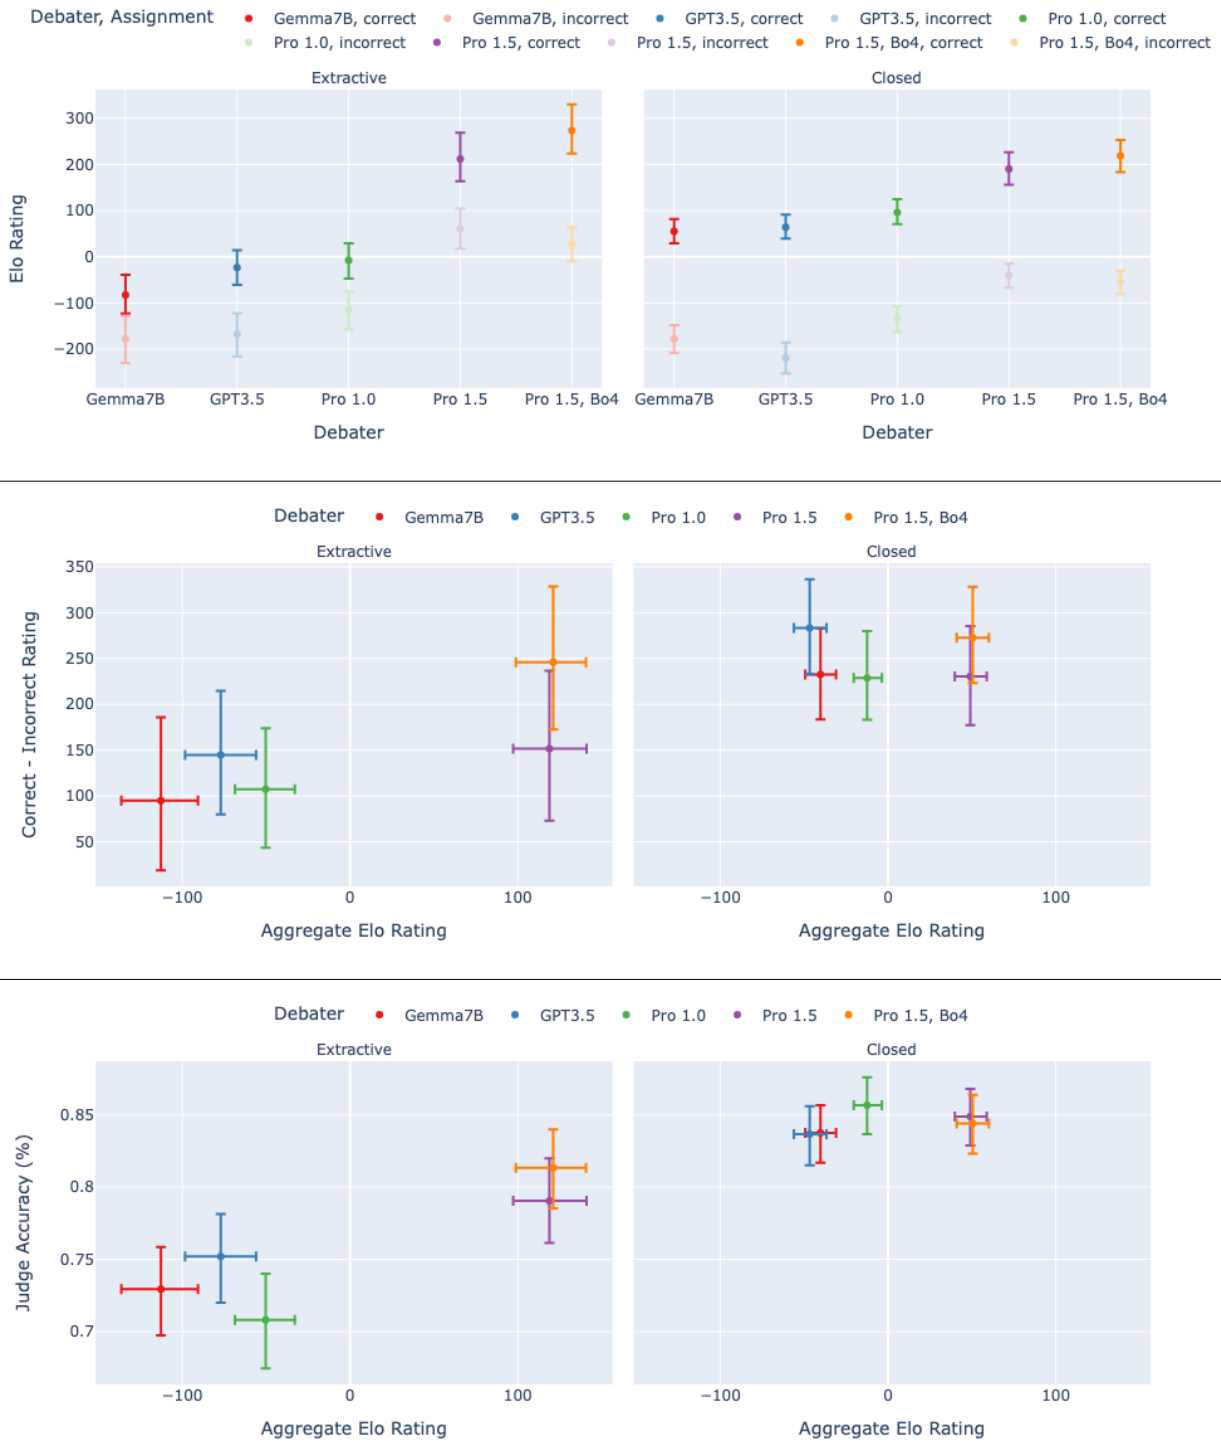 Debater, Assignment Gemma7B, correct Gemma7B, incorrect GPT3.5, correct GPT3.5, incorrect Pro 1.0, correct
Pro 1.0, incorrect Pro 1.5, correct Pro 1.5, incorrect Pro 1.5, Bo4, correct Pro 1.5, Bo4, incorrect
Extractive Closed
300
200
100
0
−100
−200
Elo Rating
Gemma7B GPT3.5 Pro 1.0 Pro 1.5 Pro 1.5, Bo4 Gemma7B GPT3.5 Pro 1.0 Pro 1.5 Pro 1.5, Bo4
Debater Debater
Debater Gemma7B GPT3.5 Pro 1.0 Pro 1.5 Pro 1.5, Bo4
Extractive Closed
350
300
250
200
150
100
50
Correct - Incorrect Rating
−100 0 100 −100 0 100
Aggregate Elo Rating Aggregate Elo Rating
Debater Gemma7B GPT3.5 Pro 1.0 Pro 1.5 Pro 1.5, Bo4
Extractive Closed
0.85
0.8
0.75
0.7
Judge Accuracy (%)
−100 0 100 −100 0 100
Aggregate Elo Rating Aggregate Elo Rating